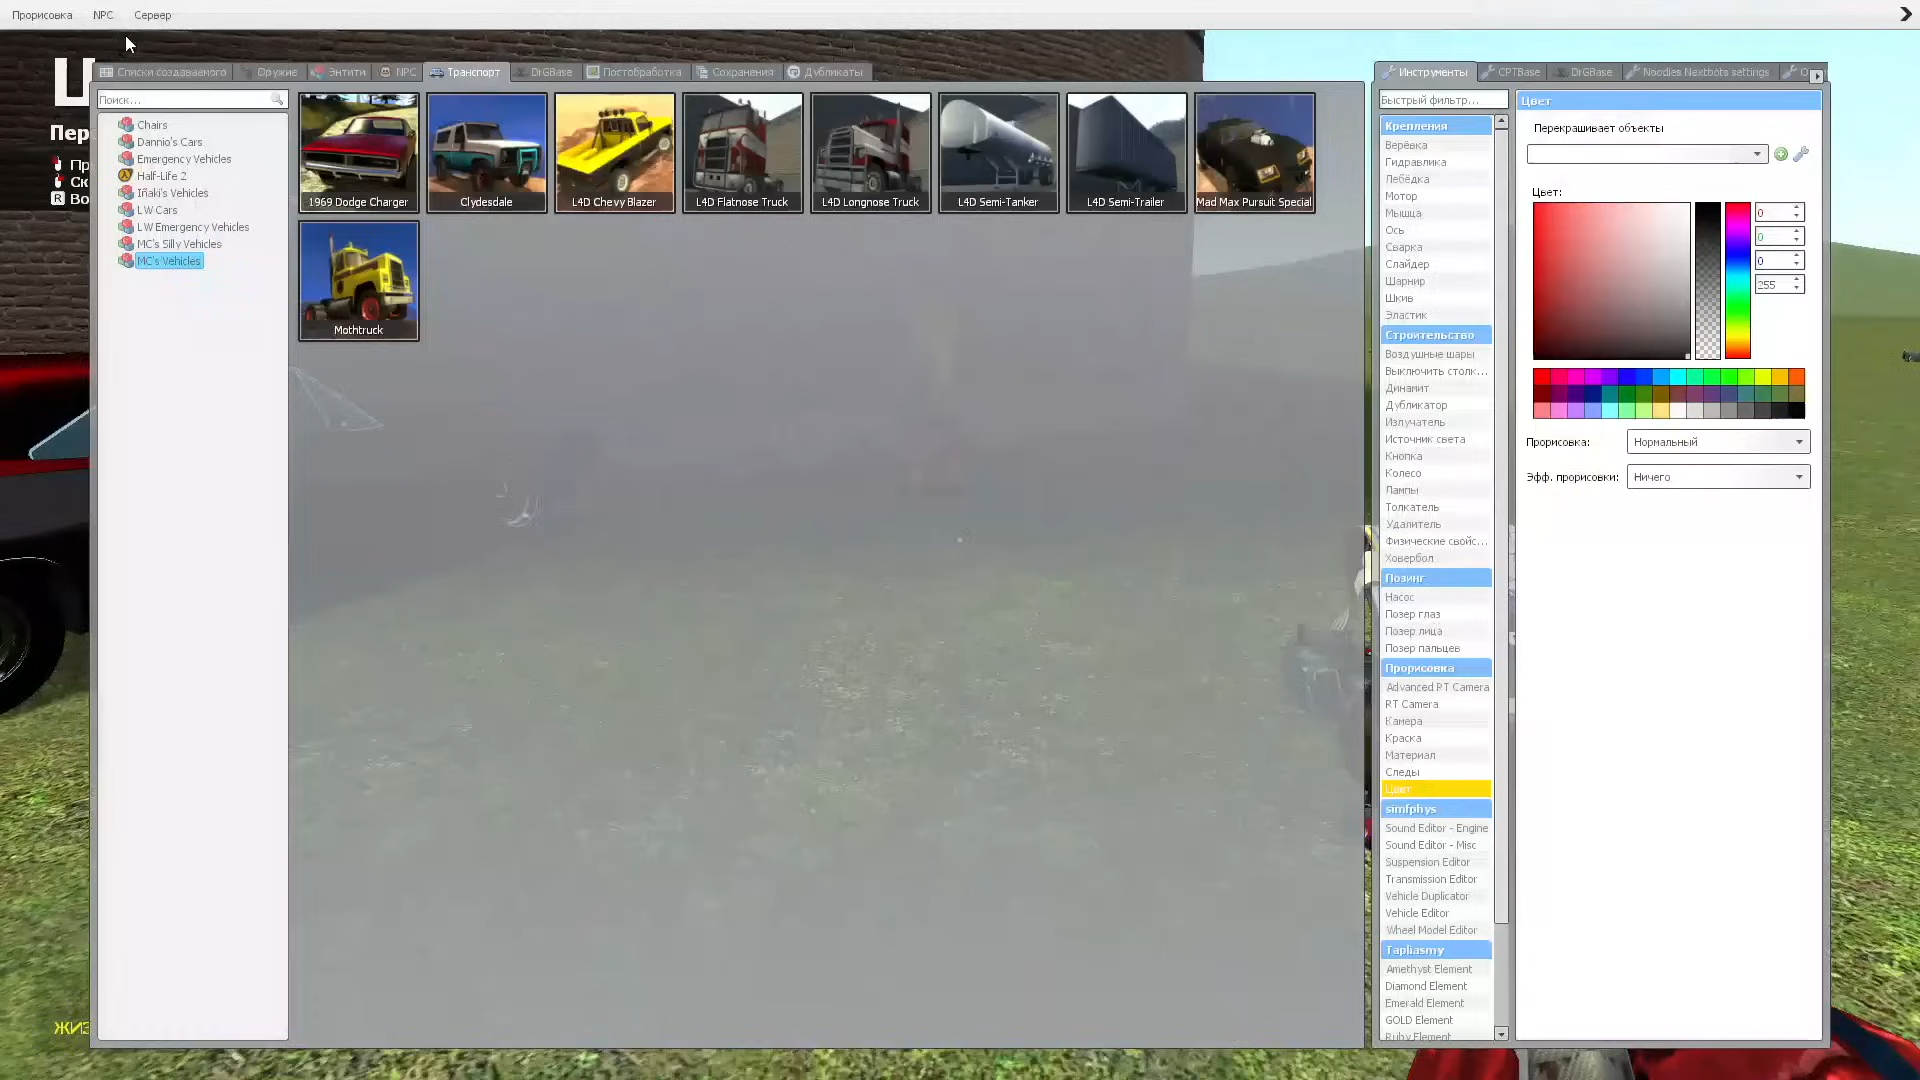 Прорисовка NPC Сервер
Списки создаваемого Оружие Энтити NPC Транспорт DrGBase Постобработка Сохранения Дубликаты
Поиск...
Chairs
Dannio's Cars
Emergency Vehicles
Half-Life 2
Iñaki's Vehicles
LW Cars
LW Emergency Vehicles
MC's Silly Vehicles
MC's Vehicles
1969 Dodge Charger
Clydesdale
L4D Chevy Blazer
L4D Flatnose Truck
L4D Longnose Truck
L4D Semi-Tanker
L4D Semi-Trailer
Mad Max Pursuit Special
Mothtruck
Инструменты CPTBase DrGBase Noodles Nextbots settings
Быстрый фильтр...
Крепления
Верёвка
Гидравлика
Лебёдка
Мотор
Мышца
Ось
Сварка
Слайдер
Шарнир
Шкив
Эластик
Строительство
Воздушные шары
Выключить столк...
Динамит
Дубликатор
Излучатель
Источник света
Кнопка
Колесо
Лампы
Толкатель
Удалитель
Физические свойс...
Ховербол
Позинг
Насос
Позер глаз
Позер лица
Позер пальцев
Прорисовка
Advanced RT Camera
RT Camera
Камера
Краска
Материал
Следы
Цвет
simfphys
Sound Editor - Engine
Sound Editor - Misc
Suspension Editor
Transmission Editor
Vehicle Duplicator
Vehicle Editor
Wheel Model Editor
Tapliasmy
Amethyst Element
Diamond Element
Emerald Element
GOLD Element
Ruby Element
Цвет
Перекрашивает объекты
Цвет:
0
0
0
255
Прорисовка: Нормальный
Эфф. прорисовки: Ничего
Ц
Пер
Пр
Ск
R Во
ЖИЗ